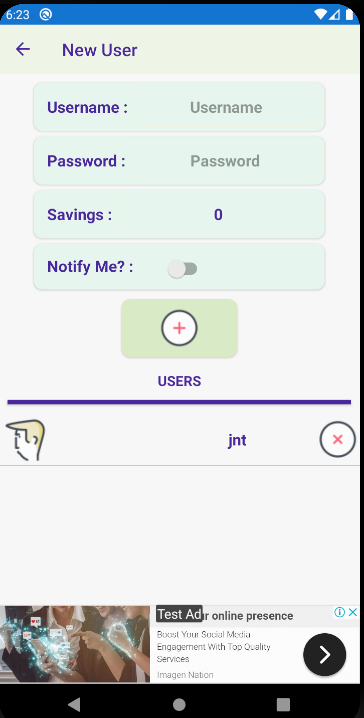 6:23
New User
Username :
Username
Password :
Password
Savings :
0
Notify Me? :
USERS
jnt
Test Ad
ur online presence
Boost Your Social Media
Engagement With Top Quality
Services
Imagen Nation